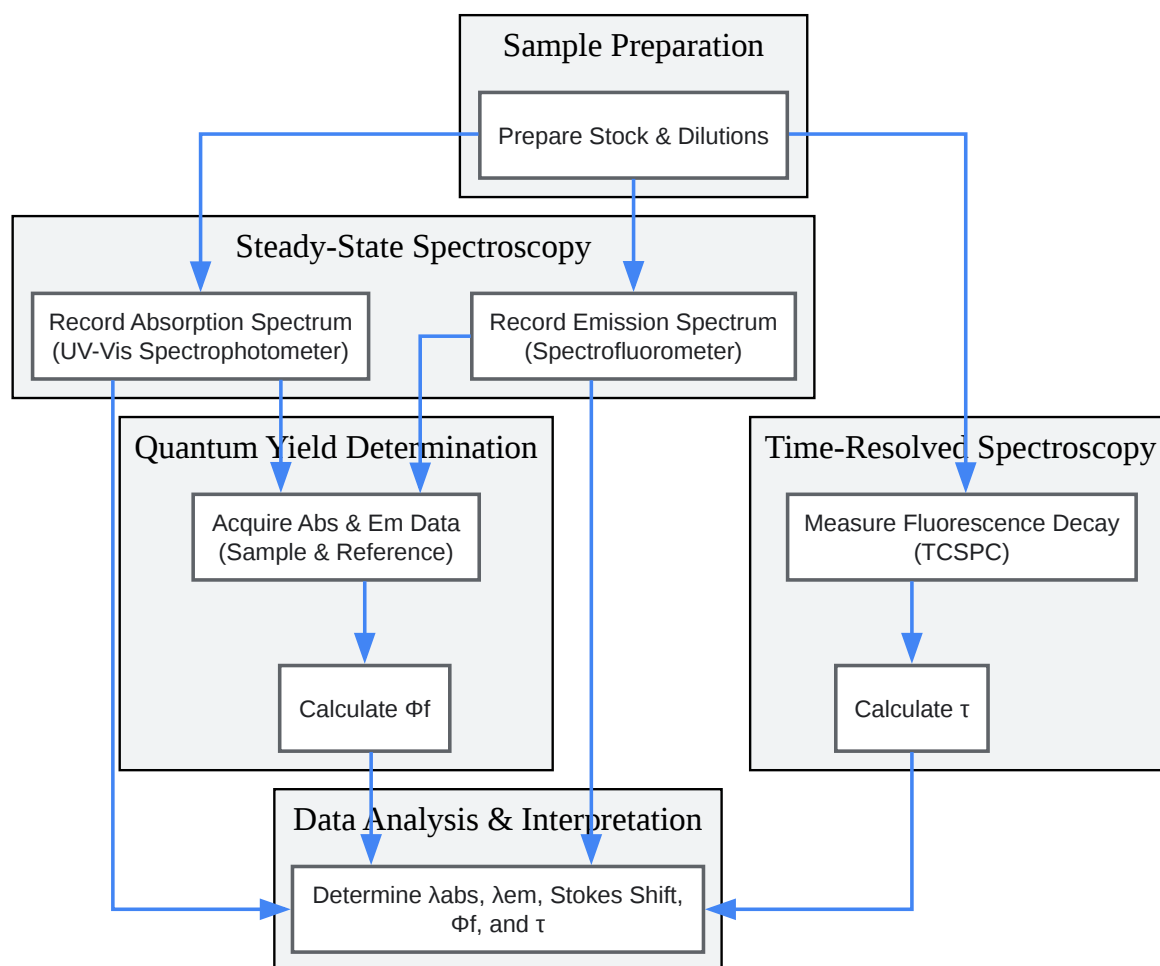 Sample Preparation
Prepare Stock & Dilutions
Steady-State Spectroscopy
Record Absorption Spectrum
(UV-Vis Spectrophotometer)
Record Emission Spectrum
(Spectrofluorometer)
Quantum Yield Determination
Acquire Abs & Em Data
(Sample & Reference)
Calculate Φf
Time-Resolved Spectroscopy
Measure Fluorescence Decay
(TCSPC)
Calculate τ
Data Analysis & Interpretation
Determine λabs, λem, Stokes Shift,
Φf, and τ